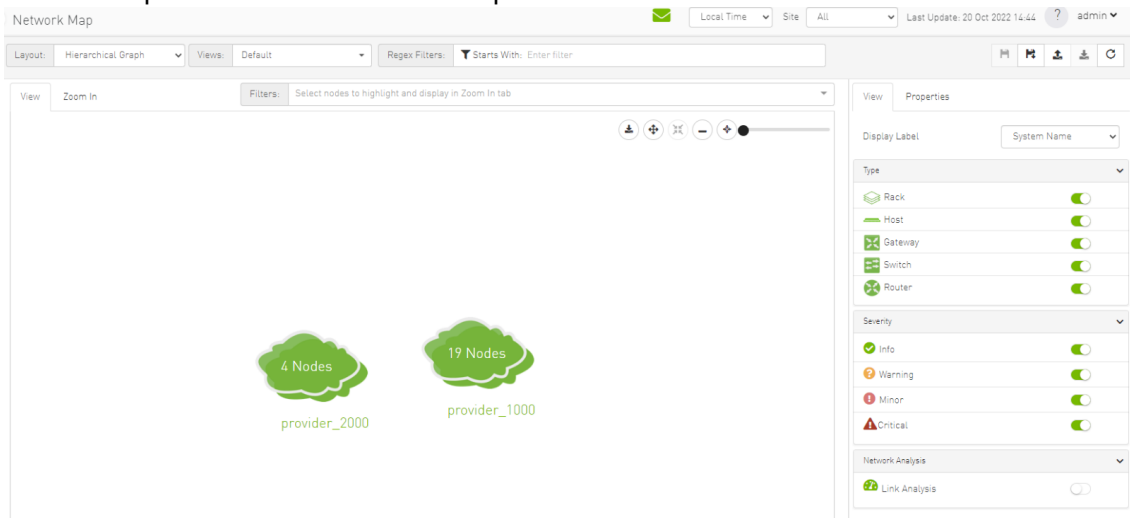 Network Map
Local Time Site All Last Update: 20 Oct 2022 14:44 ? admin
Layout: Hierarchical Graph Views: Default Regex Filters: Starts With: Enter filter
View Zoom In Filters: Select nodes to highlight and display in Zoom In tab
4 Nodes
provider_2000
19 Nodes
provider_1000
View Properties
Display Label System Name
Type
Rack
Host
Gateway
Switch
Router
Severity
Info
Warning
Minor
Critical
Network Analysis
Link Analysis